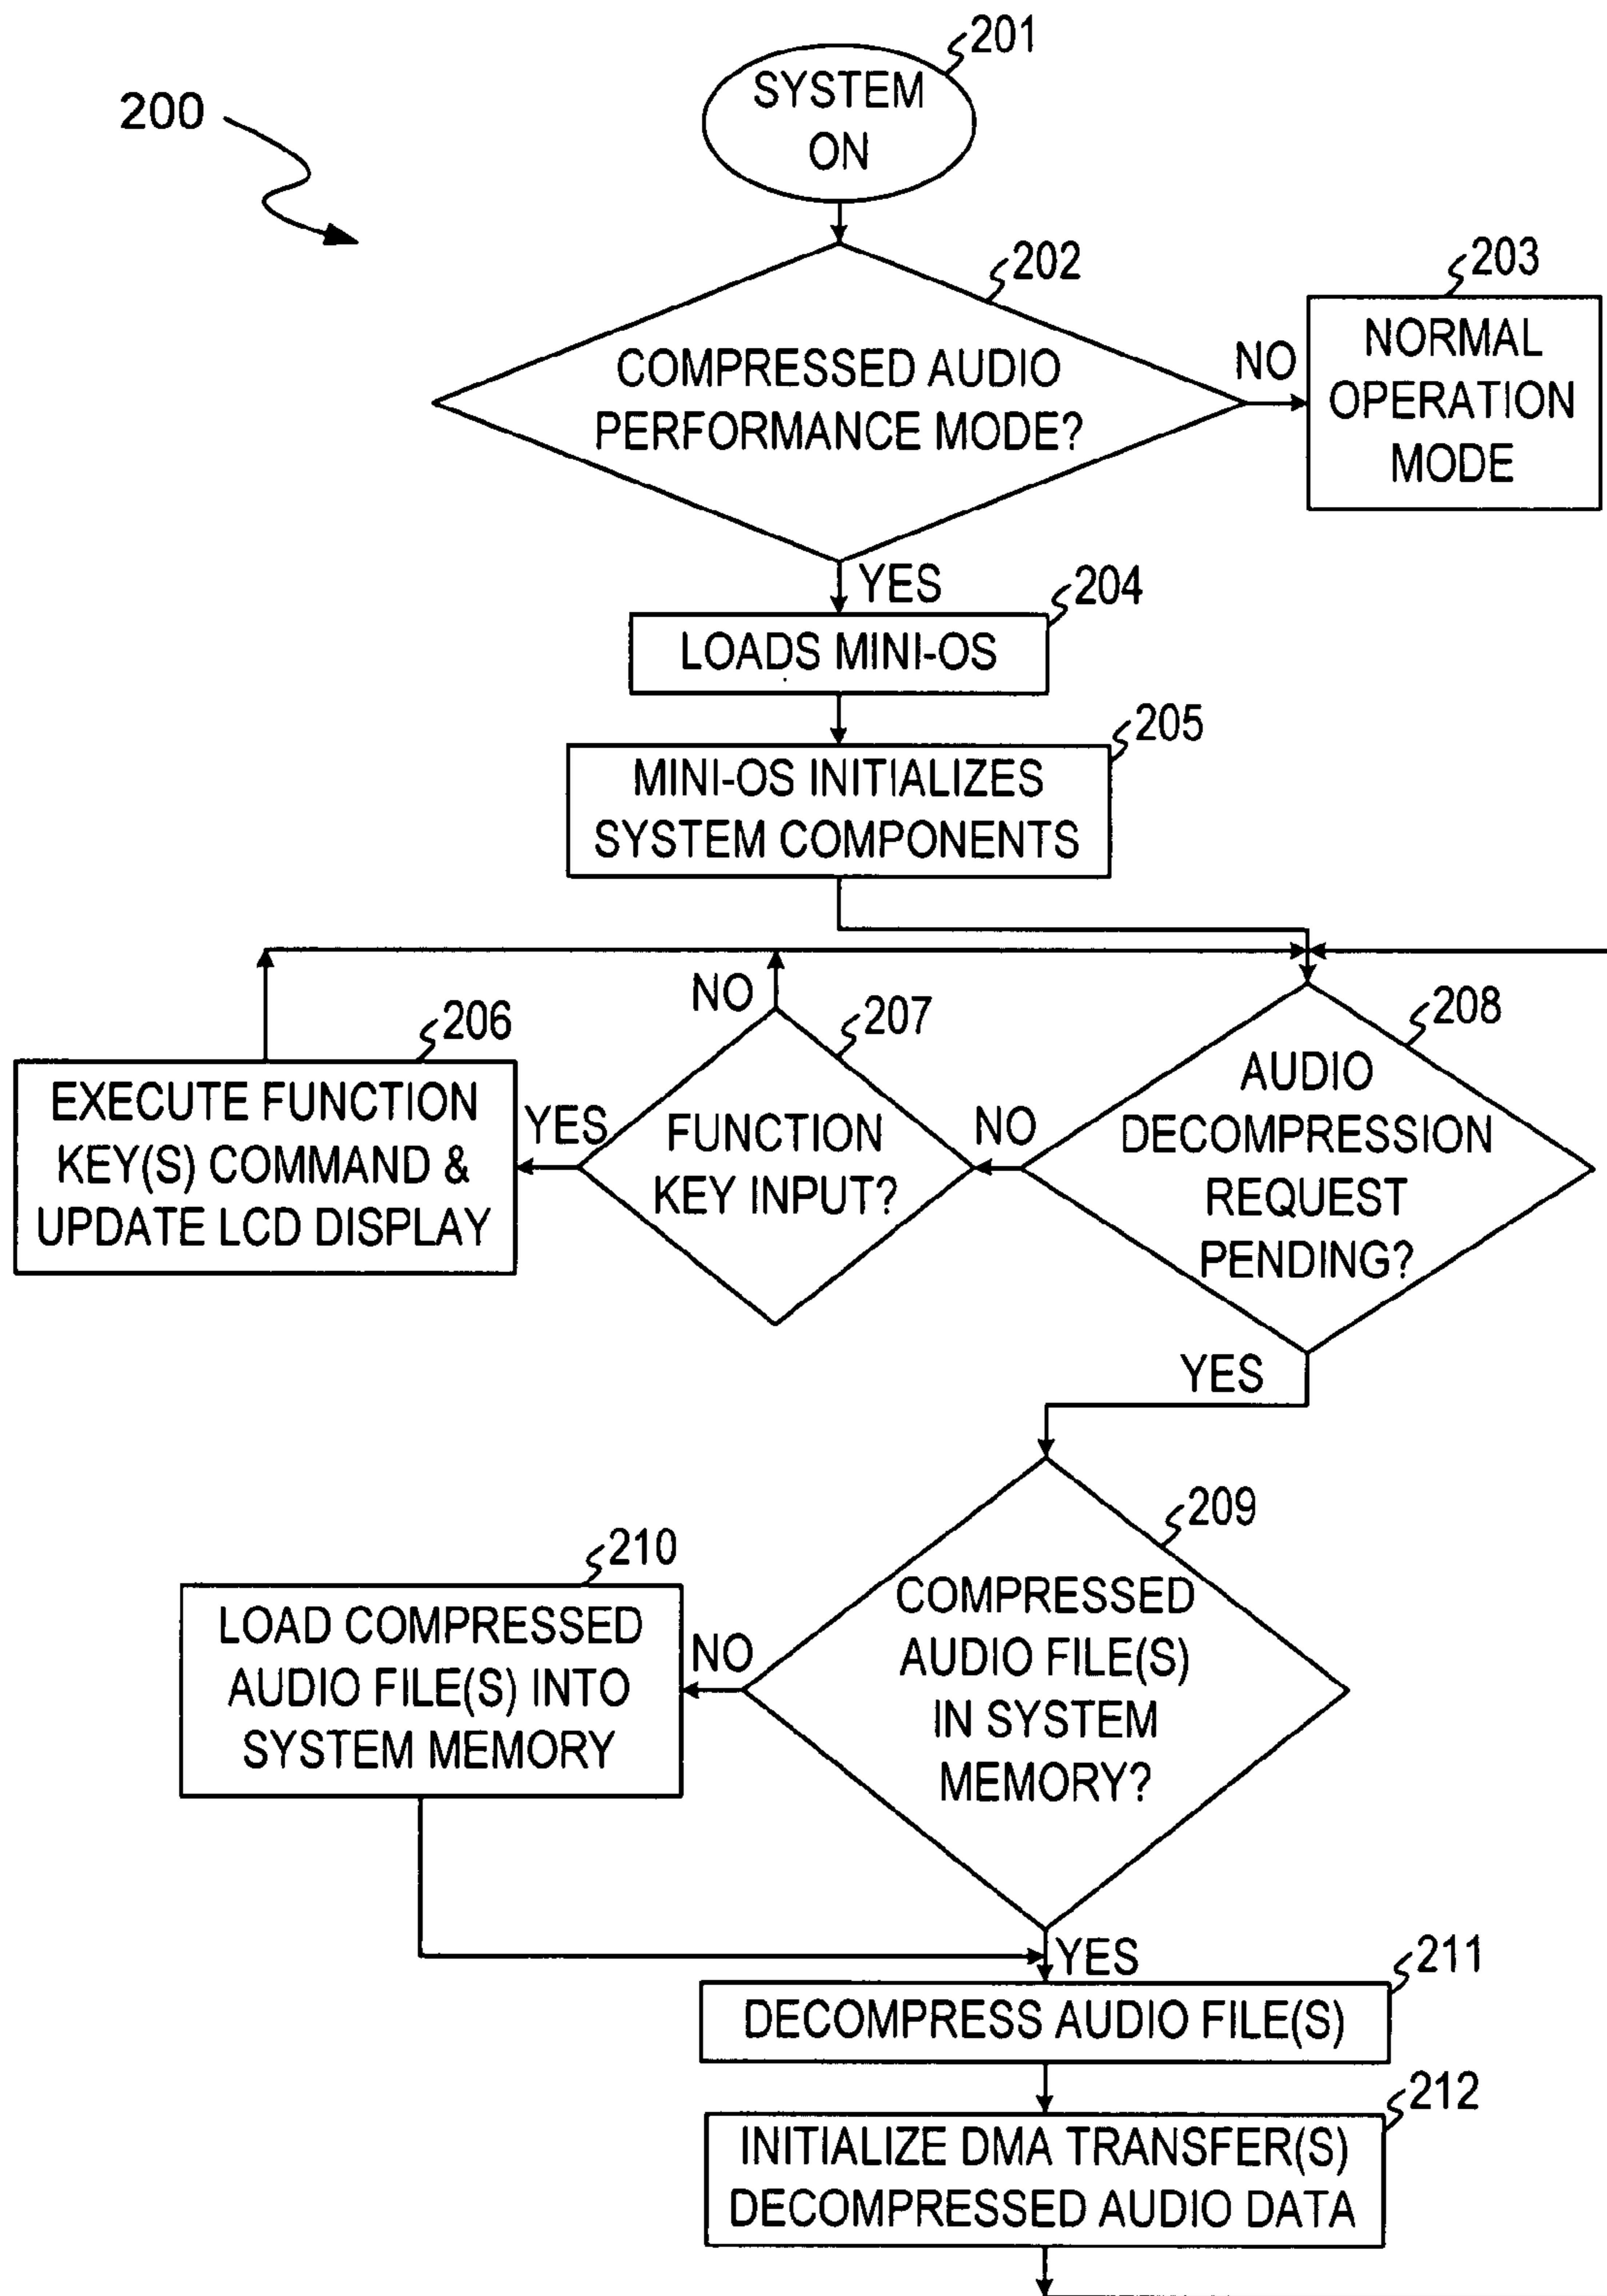 200
201
SYSTEM
ON
202
COMPRESSED AUDIO
PERFORMANCE MODE?
NO
203
NORMAL
OPERATION
MODE
YES
204
LOADS MINI-OS
205
MINI-OS INITIALIZES
SYSTEM COMPONENTS
206
EXECUTE FUNCTION
KEY(S) COMMAND &
UPDATE LCD DISPLAY
YES
NO
207
FUNCTION
KEY INPUT?
NO
208
AUDIO
DECOMPRESSION
REQUEST
PENDING?
YES
209
COMPRESSED
AUDIO FILE(S)
IN SYSTEM
MEMORY?
NO
210
LOAD COMPRESSED
AUDIO FILE(S) INTO
SYSTEM MEMORY
YES
211
DECOMPRESS AUDIO FILE(S)
212
INITIALIZE DMA TRANSFER(S)
DECOMPRESSED AUDIO DATA